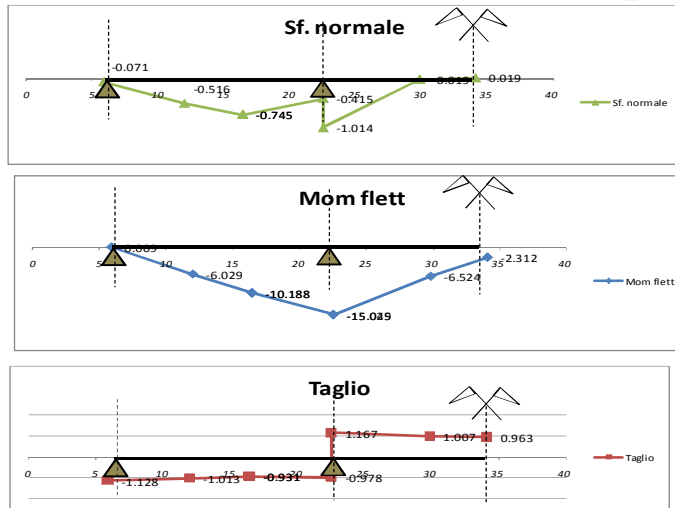 Sf. normale
-0.071 0.019 0.019
0 5 10 15 20 25 30 35 40
-0.516 -0.415
-0.745
-1.014
Sf. normale
Mom flett
0 5 10 15 20 25 30 35 40
-2.312
-6.029 -6.524
-10.188
Mom flett
Taglio
1.167 1.007 0.963
0 5 10 15 20 25 30 35 40
-1.128 -1.013 -0.931 -0.978
Taglio